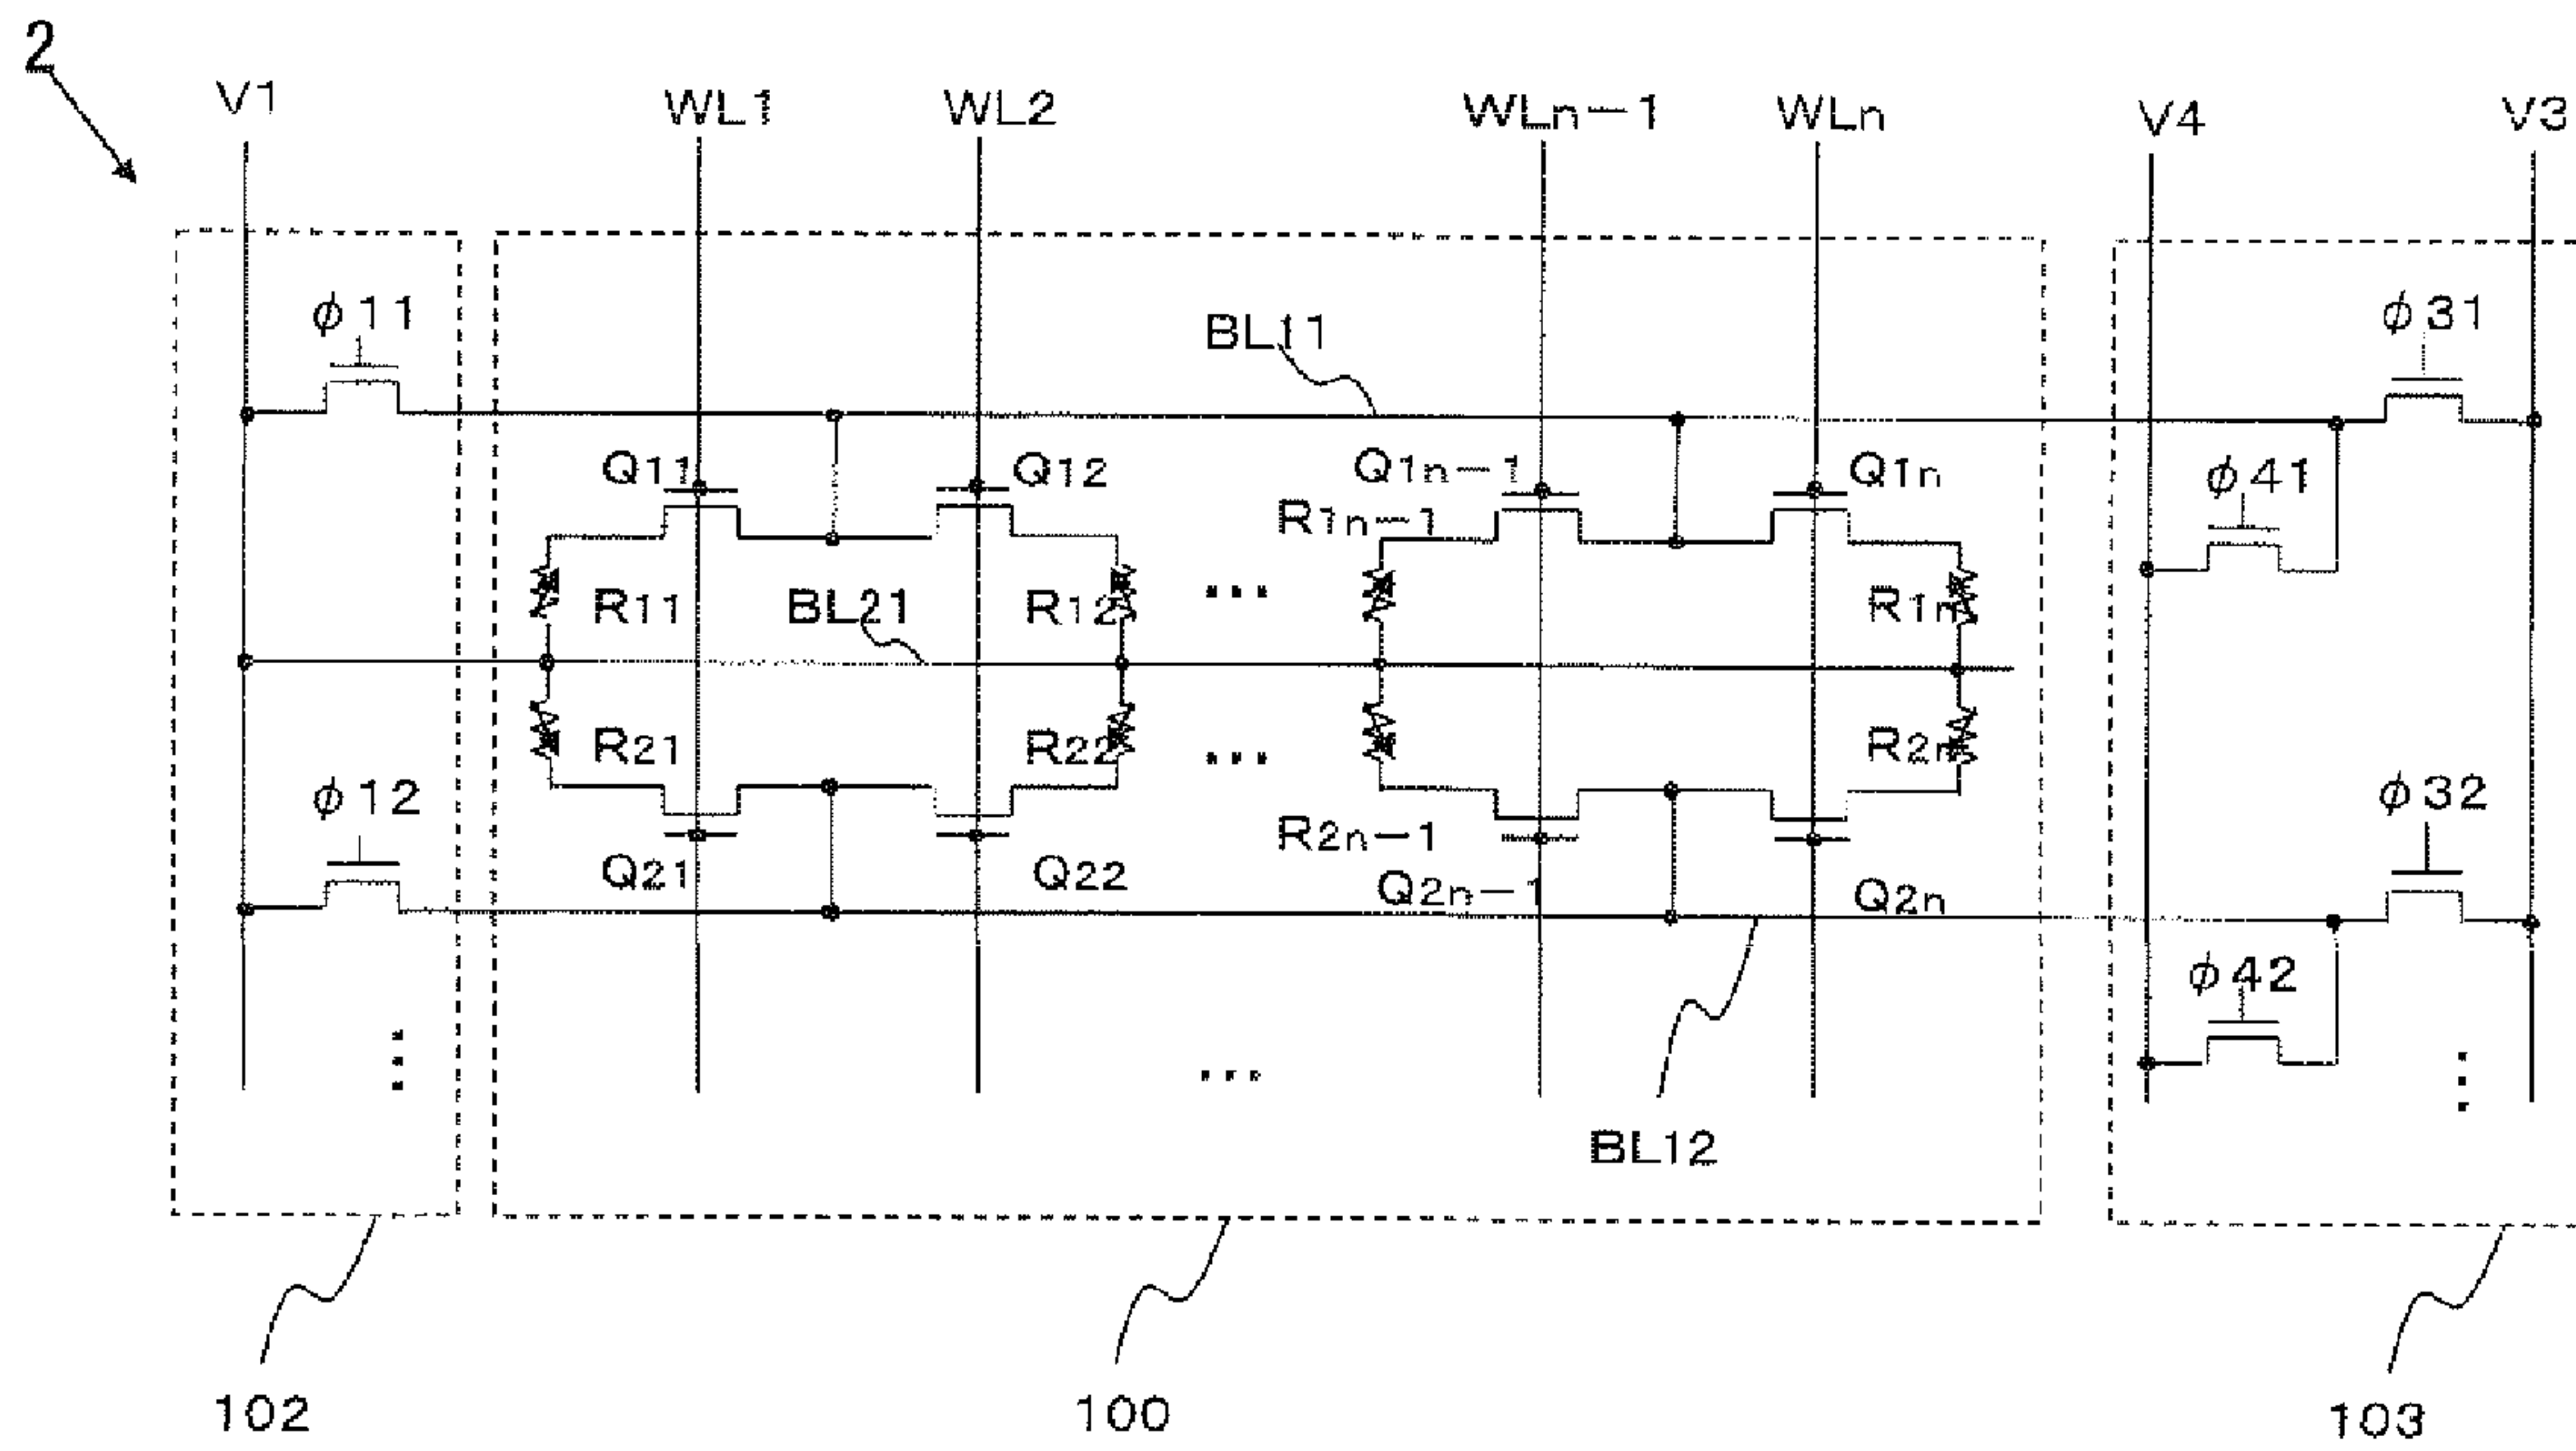 2
V1 WL1 WL2 WLn-1 WLn V4 V3
ϕ11 BL11 ϕ31
Q11 Q12 Q1n-1 Q1n ϕ41
R1n-1
R11 BL21 R12 ... R1n
R21 R22 ... R2n
ϕ12 R2n-1 ϕ32
Q21 Q22 Q2n-1 Q2n
ϕ42
...
BL12
102 100 103